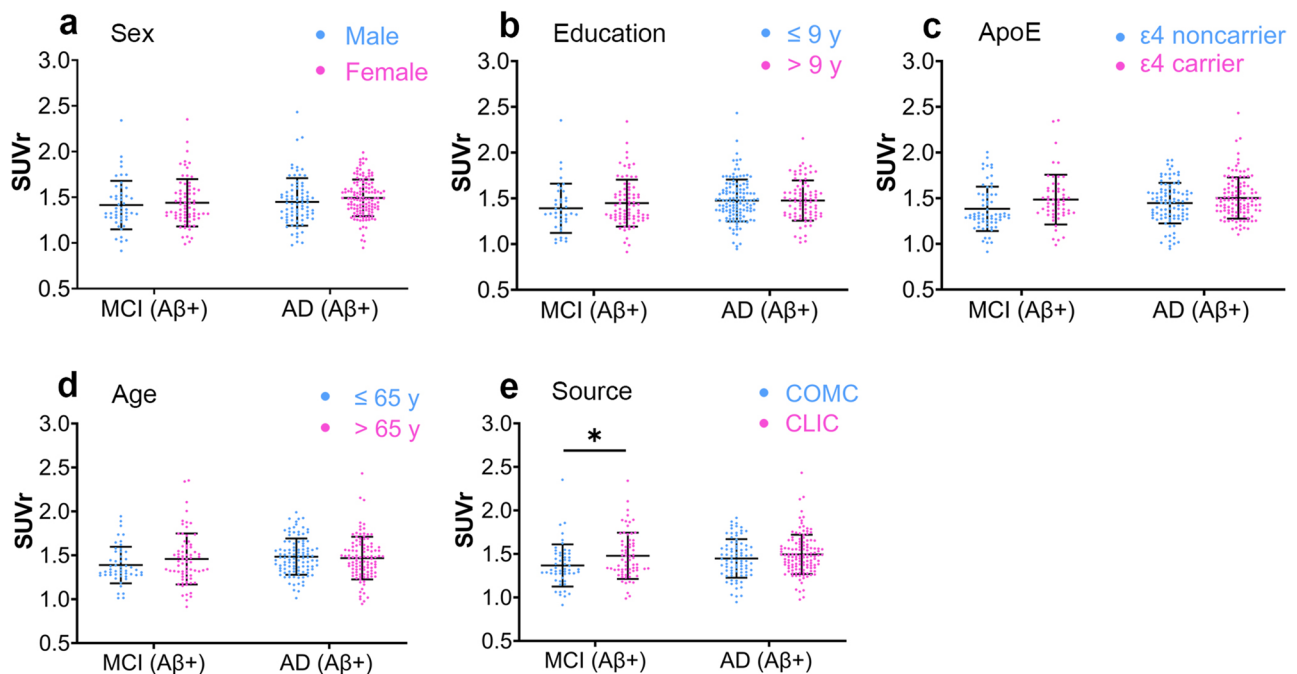 a Sex
Male
Female
3.0
2.5
2.0
1.5
1.0
0.5
SUVr
MCI (Aβ+) AD (Aβ+)
b Education
≤ 9 y
> 9 y
3.0
2.5
2.0
1.5
1.0
0.5
SUVr
MCI (Aβ+) AD (Aβ+)
c ApoE
ε4 noncarrier
ε4 carrier
3.0
2.5
2.0
1.5
1.0
0.5
SUVr
MCI (Aβ+) AD (Aβ+)
d Age
≤ 65 y
> 65 y
3.0
2.5
2.0
1.5
1.0
0.5
SUVr
MCI (Aβ+) AD (Aβ+)
e Source
COMC
CLIC
3.0
2.5
2.0
1.5
1.0
0.5
SUVr
*
MCI (Aβ+) AD (Aβ+)